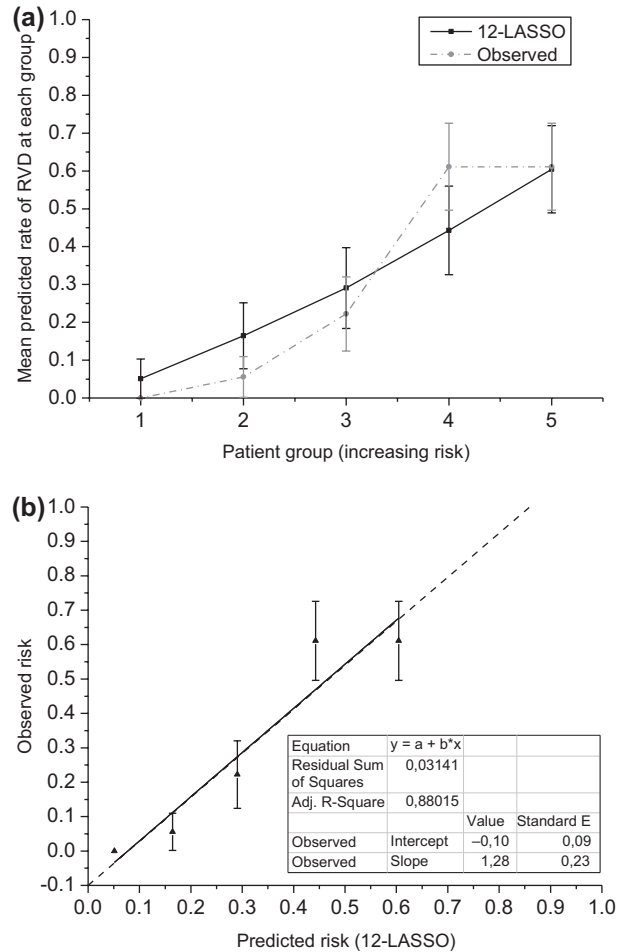 (a)
1.0
0.9
0.8
0.7
0.6
0.5
0.4
0.3
0.2
0.1
0.0
Mean predicted rate of RVD at each group
12-LASSO
Observed
1 2 3 4 5
Patient group (increasing risk)
(b)
1.0
0.9
0.8
0.7
0.6
0.5
0.4
0.3
0.2
0.1
0.0
-0.1
Observed risk
Equation y = a + b*x
Residual Sum 0,03141
of Squares
Adj. R-Square 0,88015
Value Standard E
Observed Intercept –0,10 0,09
Observed Slope 1,28 0,23
0.0 0.1 0.2 0.3 0.4 0.5 0.6 0.7 0.8 0.9 1.0
Predicted risk (12-LASSO)